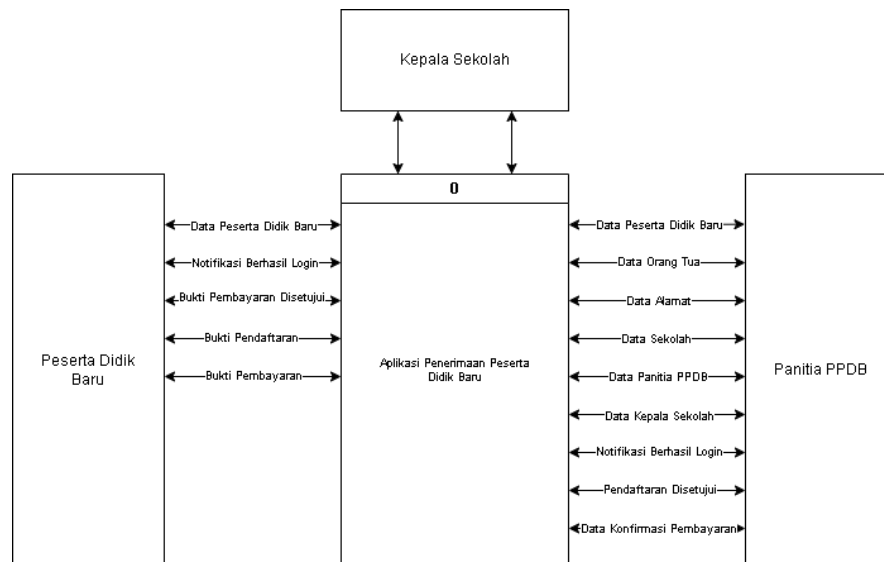 Kepala Sekolah
0
Data Peserta Didik Baru
Notifikasi Berhasil Login
Bukti Pembayaran Disetujui
Bukti Pendaftaran
Bukti Pembayaran
Peserta Didik
Baru
Aplikasi Penerimaan Peserta
Didik Baru
Data Peserta Didik Baru
Data Orang Tua
Data Alamat
Data Sekolah
Data Panitia PPDB
Data Kepala Sekolah
Notifikasi Berhasil Login
Pendaftaran Disetujui
Data Konfirmasi Pembayaran
Panitia PPDB